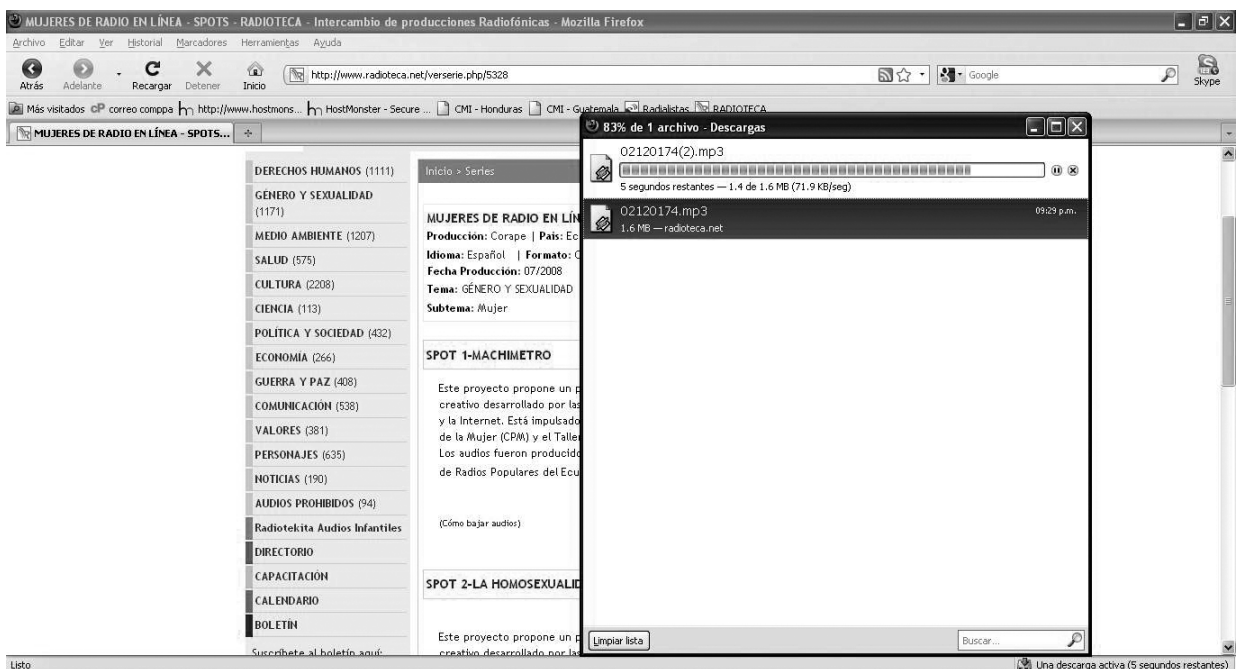 MUJERES DE RADIO EN LÍNEA - SPOTS - RADIOTECA - Intercambio de producciones Radiofónicas - Mozilla Firefox
Archivo Editar Ver Historial Marcadores Herramientas Ayuda
Atrás Adelante Recargar Detener Inicio
http://www.radioteca.net/verserie.php/5328
Google
Skype
Más visitados correo comppa http://www.hostmons... HostMonster - Secure ... CMI - Honduras CMI - Guatemala Radialistas RADIOTECA
MUJERES DE RADIO EN LÍNEA - SPOTS...
DERECHOS HUMANOS (1111)
GÉNERO Y SEXUALIDAD
(1171)
MEDIO AMBIENTE (1207)
SALUD (575)
CULTURA (2208)
CIENCIA (113)
POLÍTICA Y SOCIEDAD (432)
ECONOMÍA (266)
GUERRA Y PAZ (408)
COMUNICACIÓN (538)
VALORES (381)
PERSONAJES (635)
NOTICIAS (190)
AUDIOS PROHIBIDOS (94)
Radiotekita Audios Infantiles
DIRECTORIO
CAPACITACIÓN
CALENDARIO
BOLETÍN
Suscríbete al boletín aquí:
Inicio > Series
MUJERES DE RADIO EN LÍN
Producción: Corape | País: Ec
Idioma: Español | Formato: C
Fecha Producción: 07/2008
Tema: GÉNERO Y SEXUALIDAD
Subtema: Mujer
SPOT 1-MACHIMETRO
Este proyecto propone un p
creativo desarrollado por las
y la Internet. Está impulsado
de la Mujer (CPM) y el Taller
Los audios fueron producido
de Radios Populares del Ecu
(Cómo bajar audios)
SPOT 2-LA HOMOSEXUALID
Este proyecto propone un p
creativo desarrollado por las
83% de 1 archivo - Descargas
02120174(2).mp3
5 segundos restantes — 1.4 de 1.6 MB (71.9 KB/seg)
02120174.mp3
09:29 p.m.
1.6 MB — radioteca.net
Limpiar lista
Buscar...
Listo
Una descarga activa (5 segundos restantes)